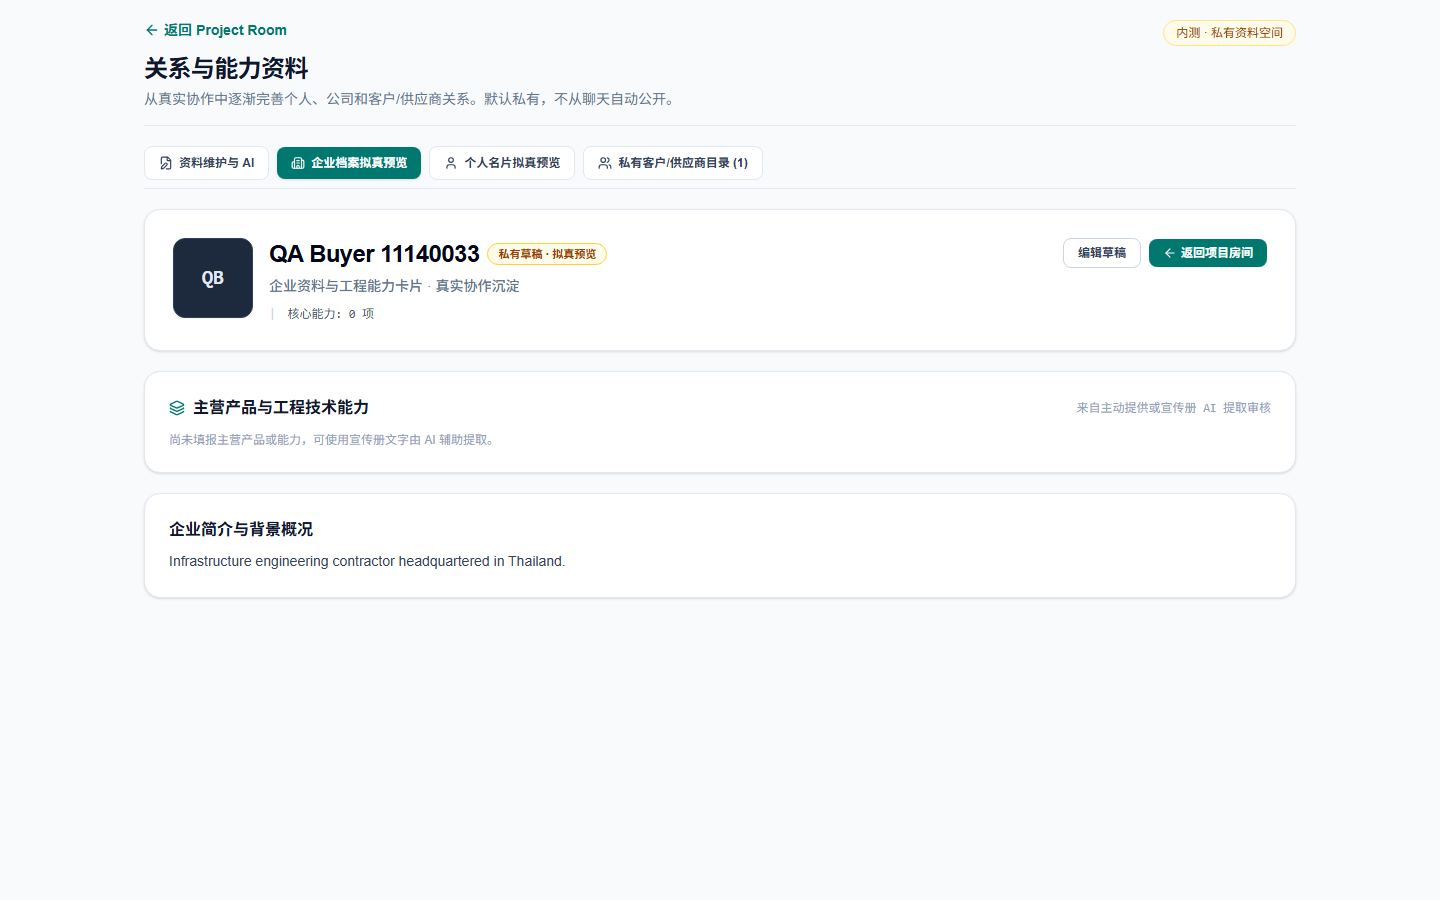 返回 Project Room
内测 · 私有资料空间
关系与能力资料
从真实协作中逐渐完善个人、公司和客户/供应商关系。默认私有，不从聊天自动公开。
资料维护与 AI
企业档案拟真预览
个人名片拟真预览
私有客户/供应商目录 (1)
QB
QA Buyer 11140033
私有草稿 · 拟真预览
编辑草稿
返回项目房间
企业资料与工程能力卡片 · 真实协作沉淀
| 核心能力: 0 项
主营产品与工程技术能力
来自主动提供或宣传册 AI 提取审核
尚未填报主营产品或能力，可使用宣传册文字由 AI 辅助提取。
企业简介与背景概况
Infrastructure engineering contractor headquartered in Thailand.